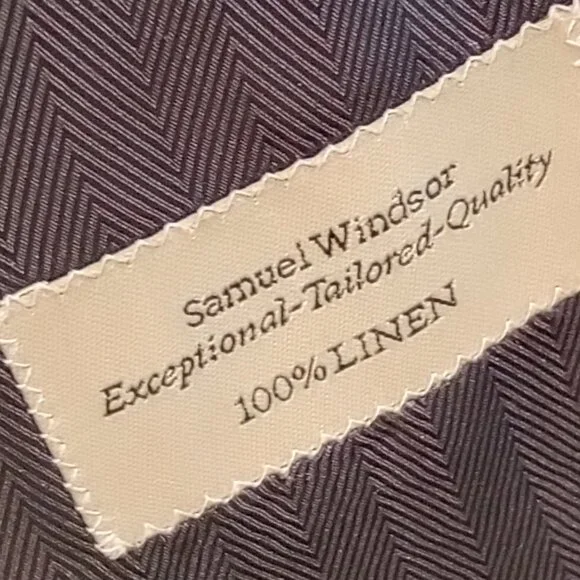 Samuel Windsor
Exceptional-Tailored-Quality
100% LINEN